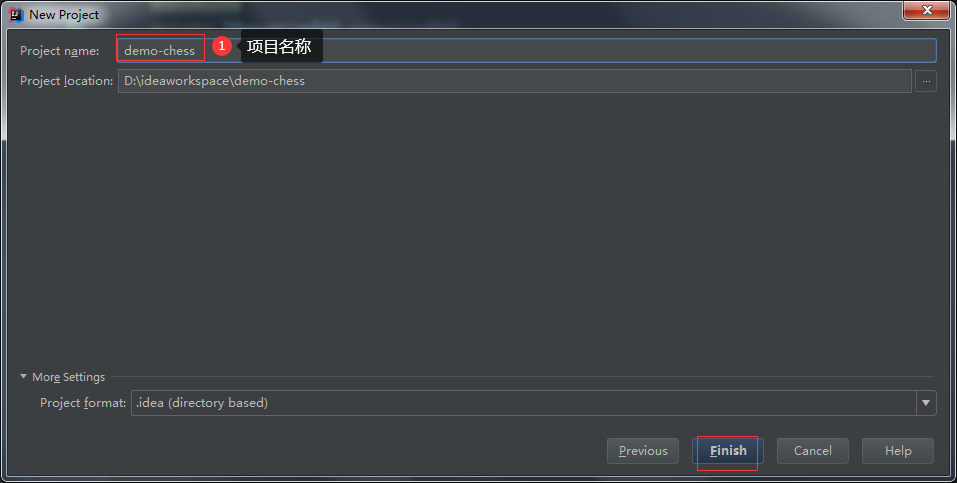 New Project
Project name: demo-chess 1 项目名称
Project location: D:\ideaworkspace\demo-chess ...
More Settings
Project format: .idea (directory based)
Previous Finish Cancel Help